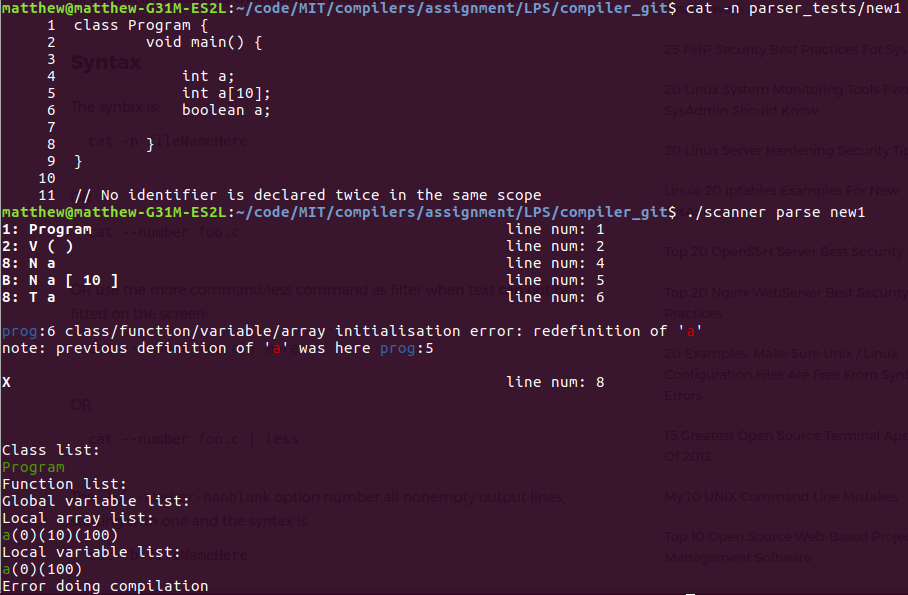 matthew@matthew-G31M-ES2L:~/code/MIT/compilers/assignment/LPS/compiler_git$ cat -n parser_tests/new1
1 class Program {
2 void main() {
3
4 int a;
5 int a[10];
6 boolean a;
7
8 }
9 }
10
11 // No identifier is declared twice in the same scope
matthew@matthew-G31M-ES2L:~/code/MIT/compilers/assignment/LPS/compiler_git$ ./scanner parse new1
1: Program line num: 1
2: V ( ) line num: 2
8: N a line num: 4
B: N a [ 10 ] line num: 5
8: T a line num: 6
prog:6 class/function/variable/array initialisation error: redefinition of 'a'
note: previous definition of 'a' was here prog:5
X line num: 8
Class list:
Program
Function list:
Global variable list:
Local array list:
a(0)(10)(100)
Local variable list:
a(0)(100)
Error doing compilation
Syntax
The syntax is:
cat -n fileNameHere
cat --number foo.c
OR use the more command/less command as filter when text
fitted on the screen:
OR
cat --number foo.c | less
option number all nonempty output lines,
one and the syntax is:
25 PHP Security Best Practices For Sys
20 Linux System Monitoring Tools Eve
SysAdmin Should Know
20 Linux Server Hardening Security Ti
Linux: 20 Iptables Examples For New
Top 20 OpenSSH Server Best Security
Top 20 Nginx WebServer Best Security
Practices
20 Examples: Make Sure Unix / Linux
Configuration Files Are Free From Syn
Errors
15 Greatest Open Source Terminal App
Of 2012
My 10 UNIX Command Line Mistakes
Top 10 Open Source Web-Based Projec
Management Software